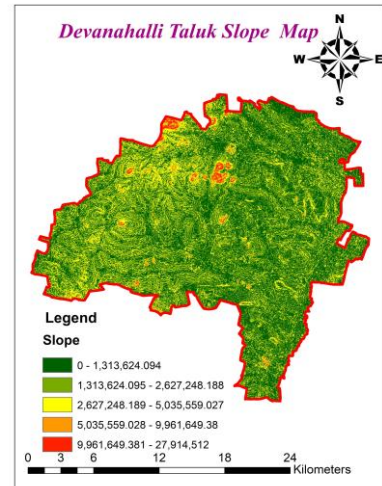 Devanahalli Taluk Slope Map
N
W E
S
Legend
Slope
0 - 1,313,624.094
1,313,624.095 - 2,627,248.188
2,627,248.189 - 5,035,559.027
5,035,559.028 - 9,961,649.38
9,961,649.381 - 27,914,512
0 1.5 3 6 12 18 24
Kilometers